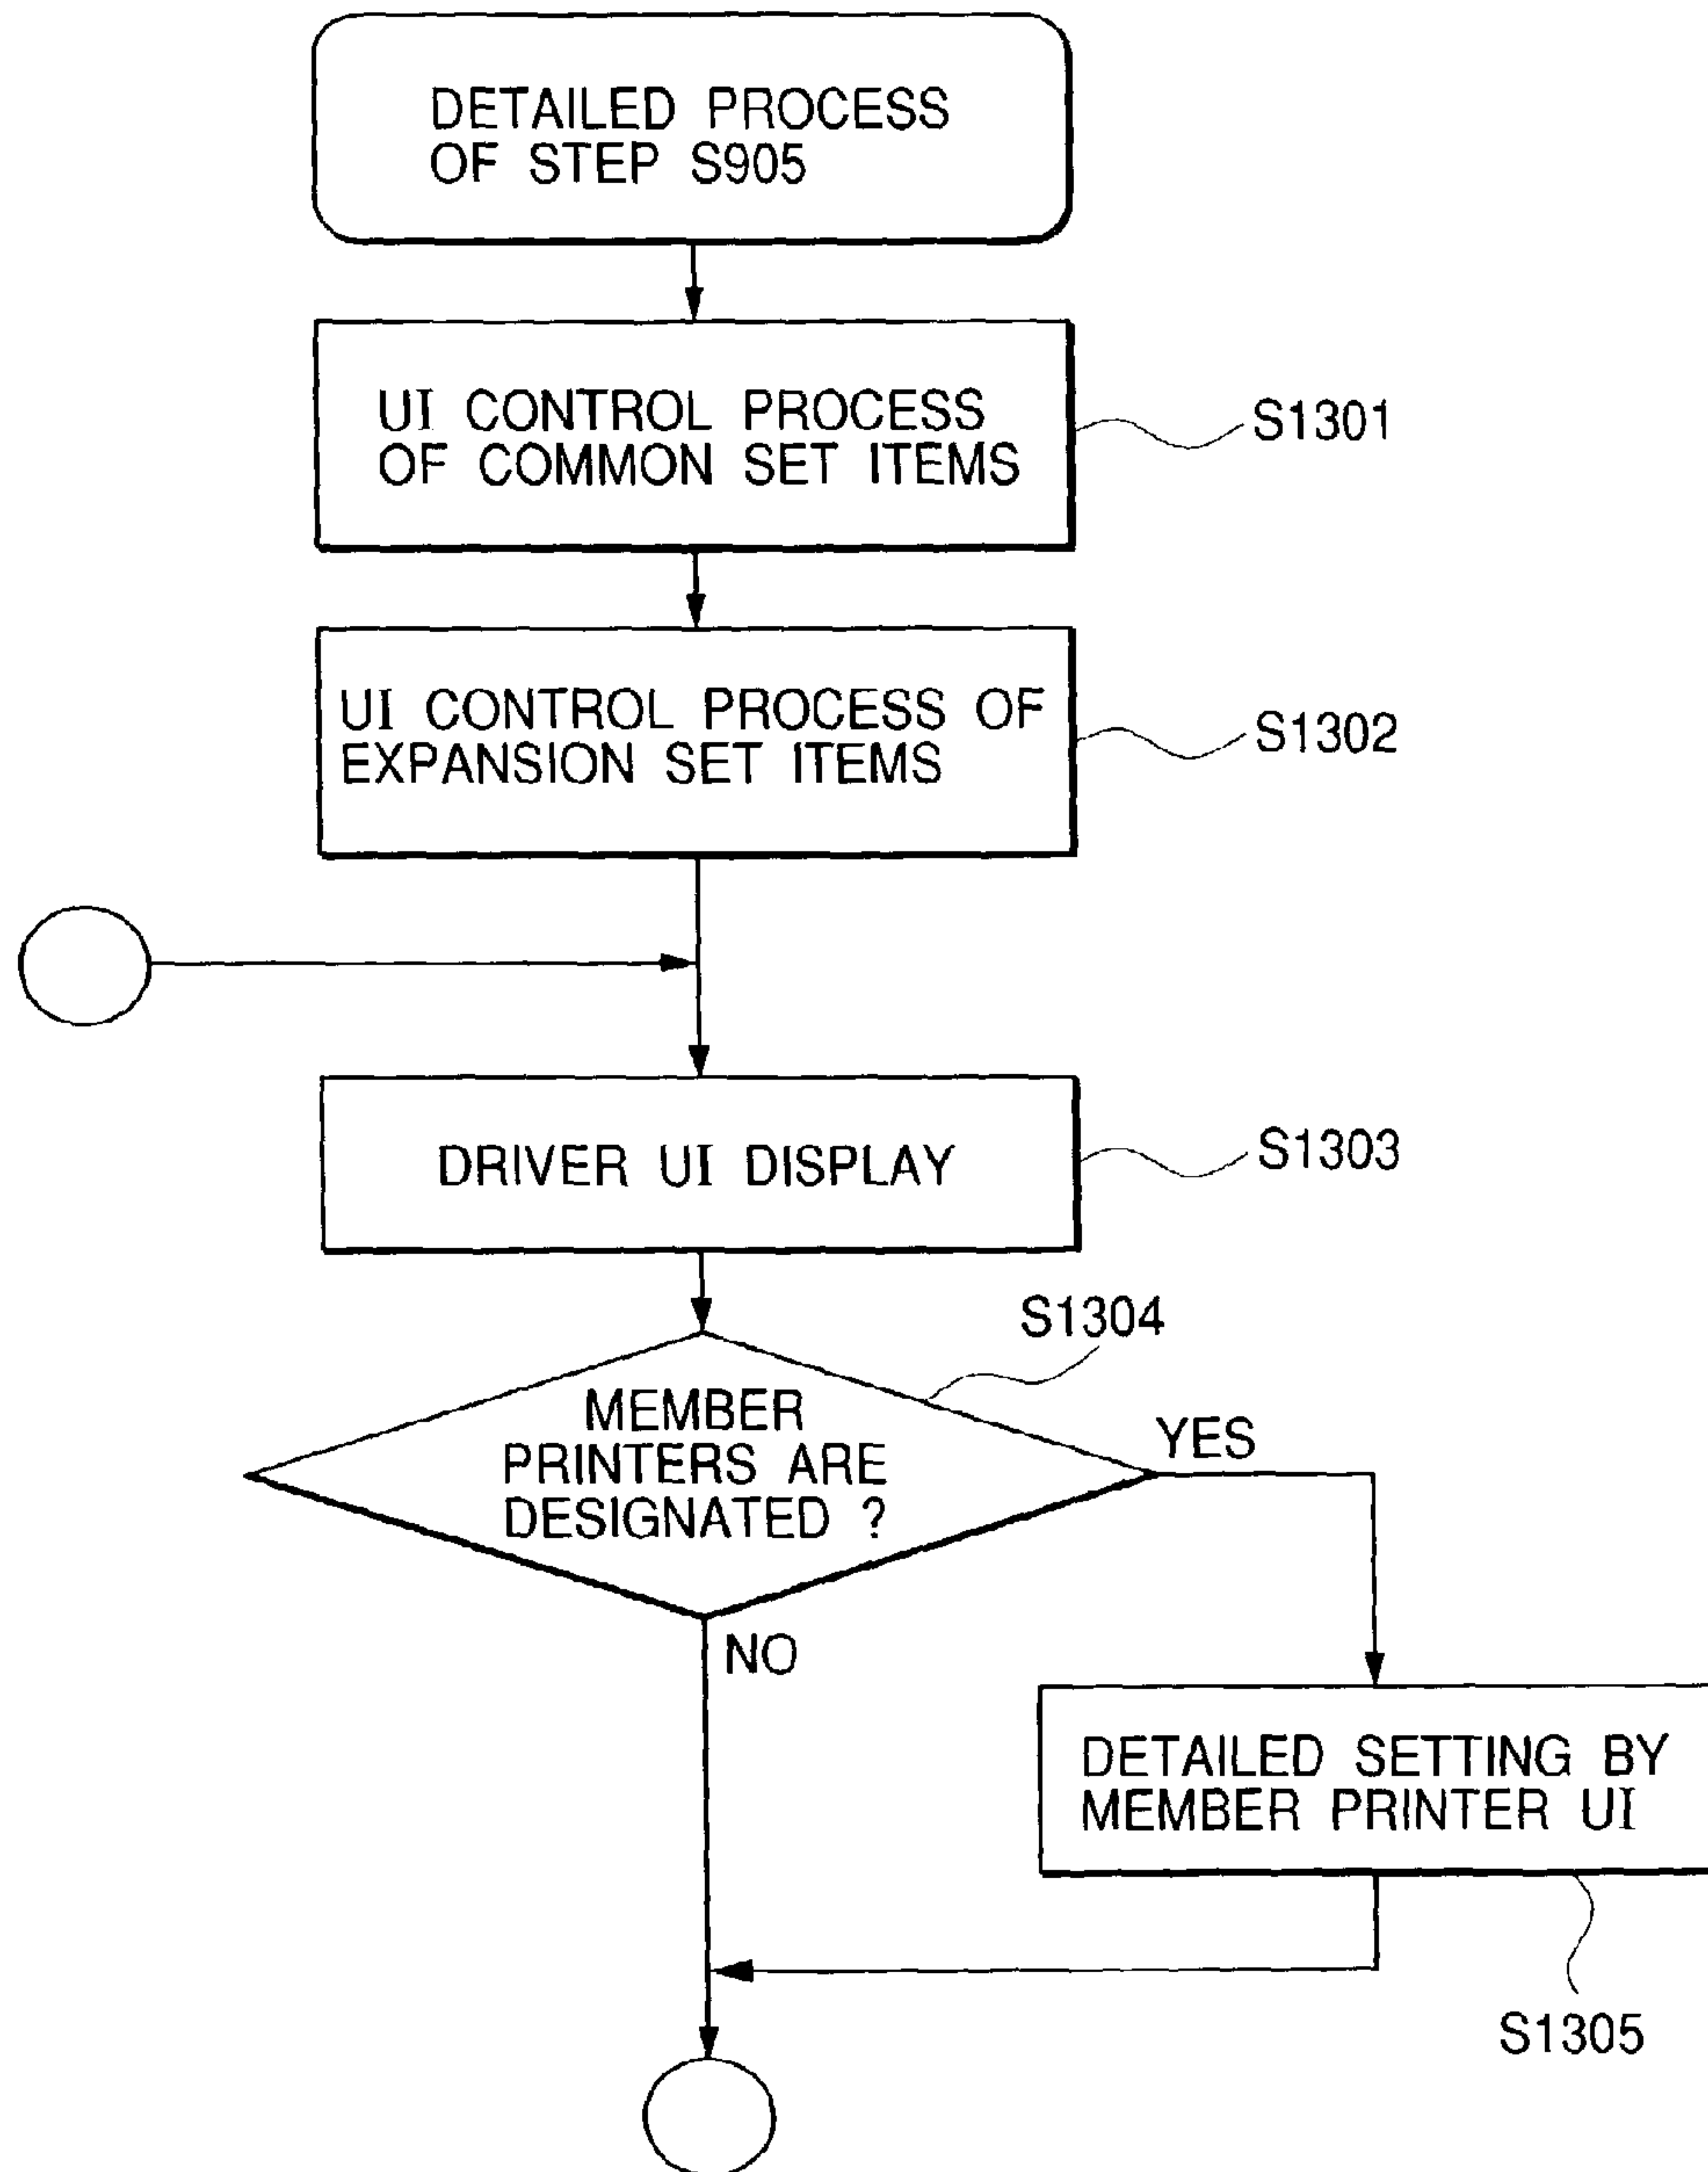 DETAILED PROCESS
OF STEP S905
UI CONTROL PROCESS
OF COMMON SET ITEMS
S1301
UI CONTROL PROCESS OF
EXPANSION SET ITEMS
S1302
DRIVER UI DISPLAY
S1303
S1304
MEMBER
PRINTERS ARE
DESIGNATED ?
YES
NO
DETAILED SETTING BY
MEMBER PRINTER UI
S1305